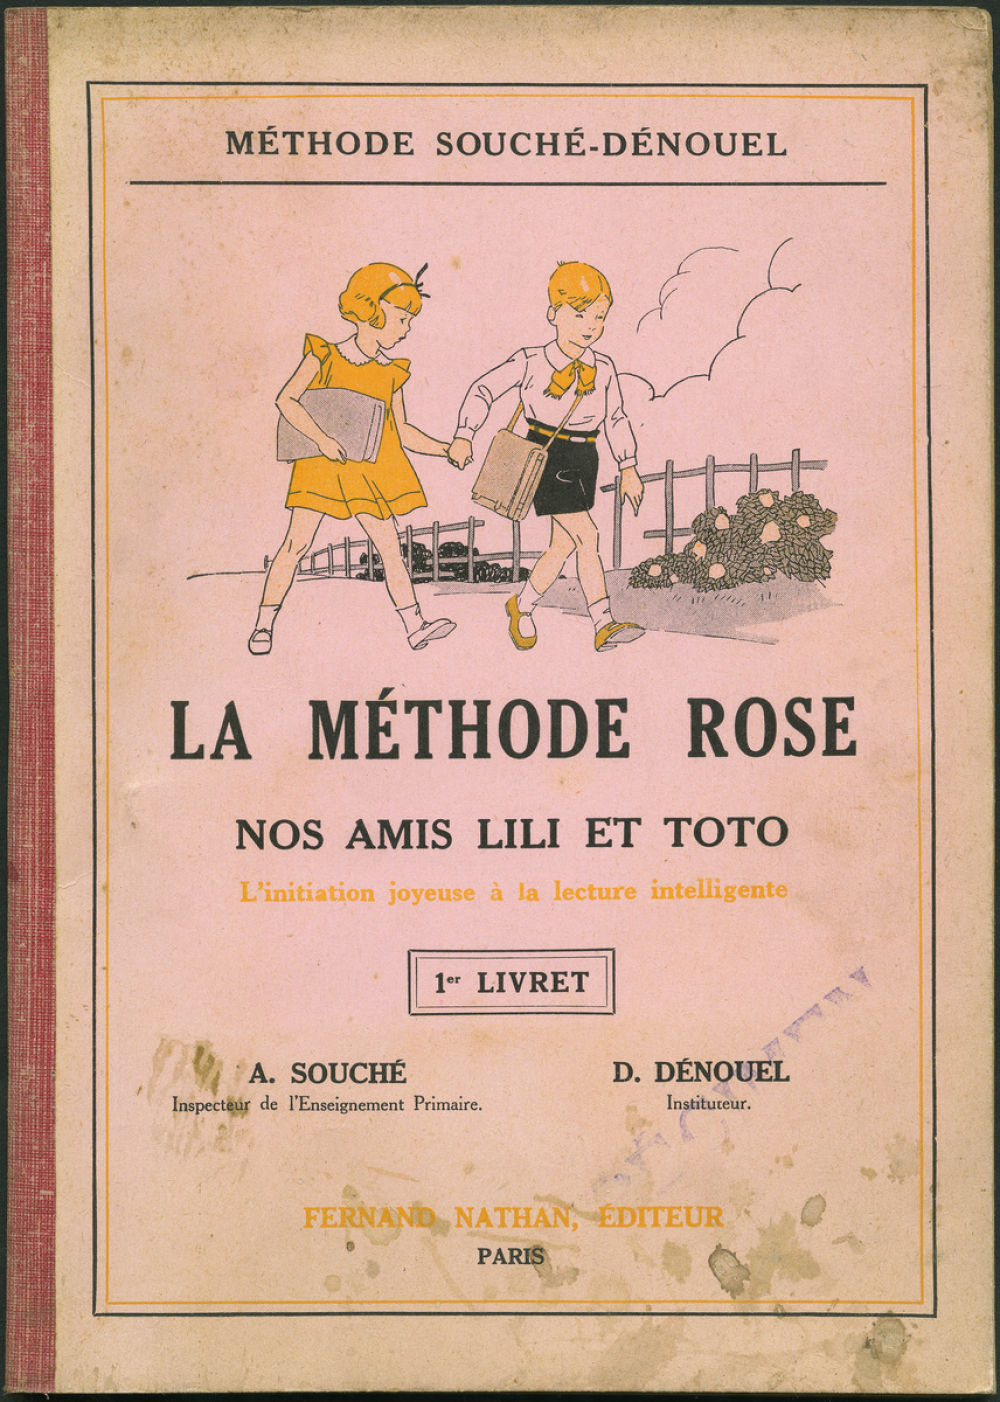 MÉTHODE SOUCHÉ-DÉNOUEL
LA MÉTHODE ROSE
NOS AMIS LILI ET TOTO
L'initiation joyeuse à la lecture intelligente
1er LIVRET
A. SOUCHÉ
Inspecteur de l'Enseignement Primaire.
D. DÉNOUEL
Instituteur.
FERNAND NATHAN, ÉDITEUR
PARIS